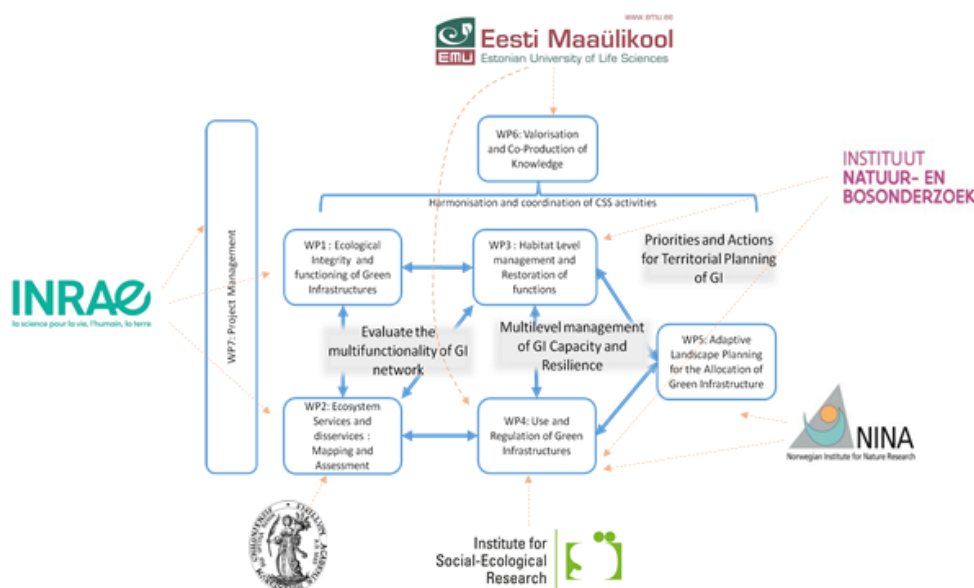 www.emu.ee
Eesti Maaülikool
EMU
Estonian University of Life Sciences
WP6: Valorisation
and Co-Production of
Knowledge
INSTITUUT
NATUUR- EN
BOSONDERZOEK
Harmonisation and coordination of CSS activities
WP7: Project Management
WP1 : Ecological
Integrity and
functioning of Green
Infrastructures
WP3 : Habitat Level
management and
Restoration of
functions
Priorities and Actions
for Territorial Planning
of GI
INRAE
la science pour la vie, l'humain, la terre
Evaluate the
multifunctionality of GI
network
Multilevel management
of GI Capacity and
Resilience
WP5: Adaptive
Landscape Planning
for the Allocation of
Green Infrastructure
WP2: Ecosystem
Services and
disservices :
Mapping and
Assessment
WP4: Use and
Regulation of Green
Infrastructures
NINA
Norwegian Institute for Nature Research
Institute for
Social-Ecological
Research